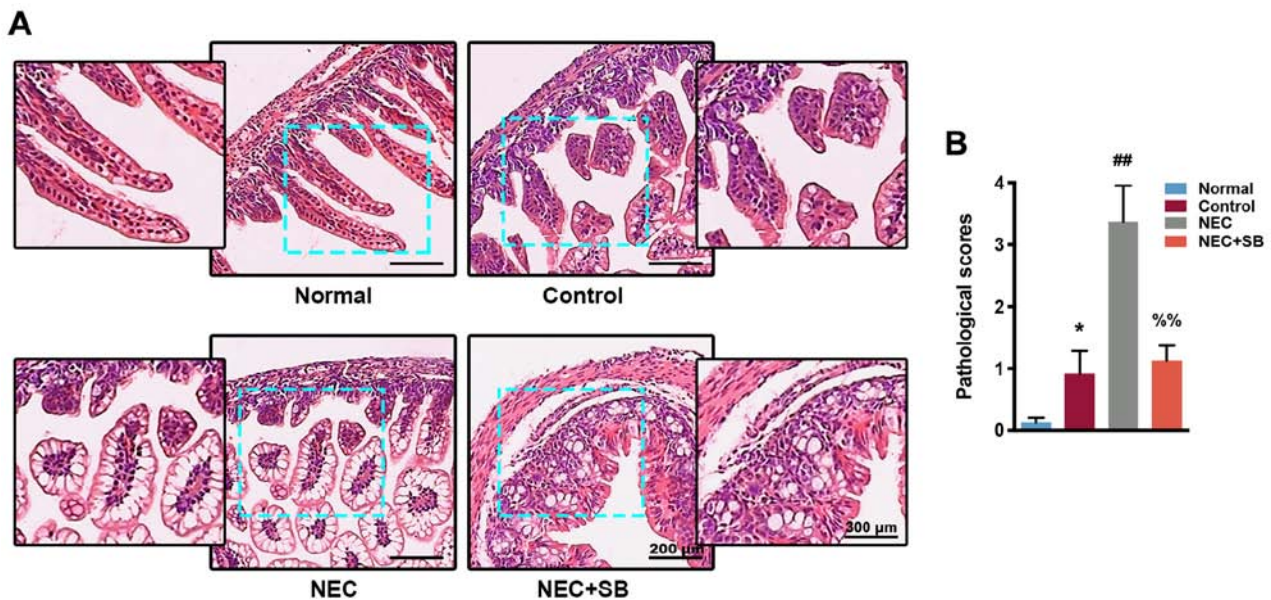 A
Normal
Control
NEC
NEC+SB
200 µm
300 µm
B
Pathological scores
4
3
2
1
0
*
##
%%
Normal
Control
NEC
NEC+SB